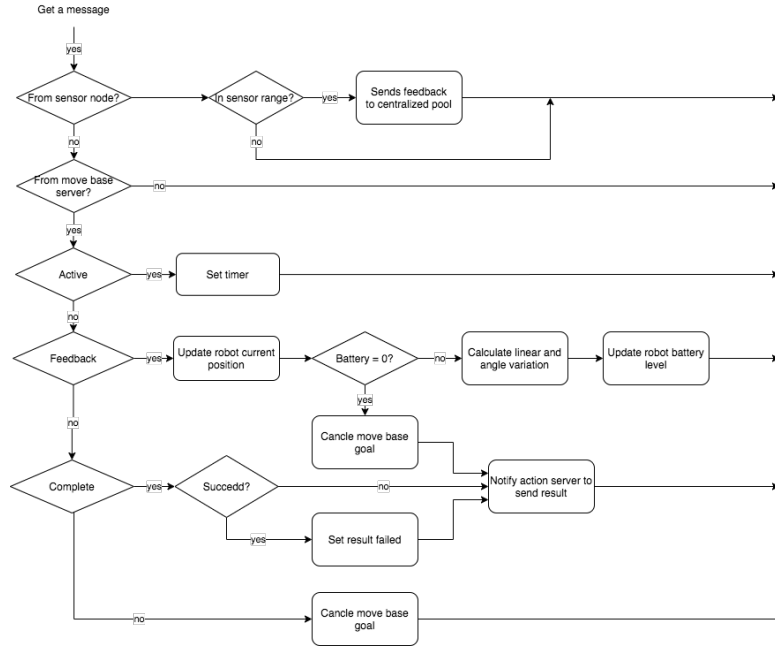 Get a message
yes
From sensor node?
In sensor range?
yes
Sends feedback
to centralized pool
no
no
From move base
server?
no
yes
Active
yes
Set timer
no
Feedback
yes
Update robot current
position
Battery = 0?
no
Calculate linear and
angle variation
Update robot battery
level
yes
no
Cancle move base
goal
Complete
yes
Succedd?
no
Notify action server to
send result
yes
Set result failed
no
Cancle move base
goal